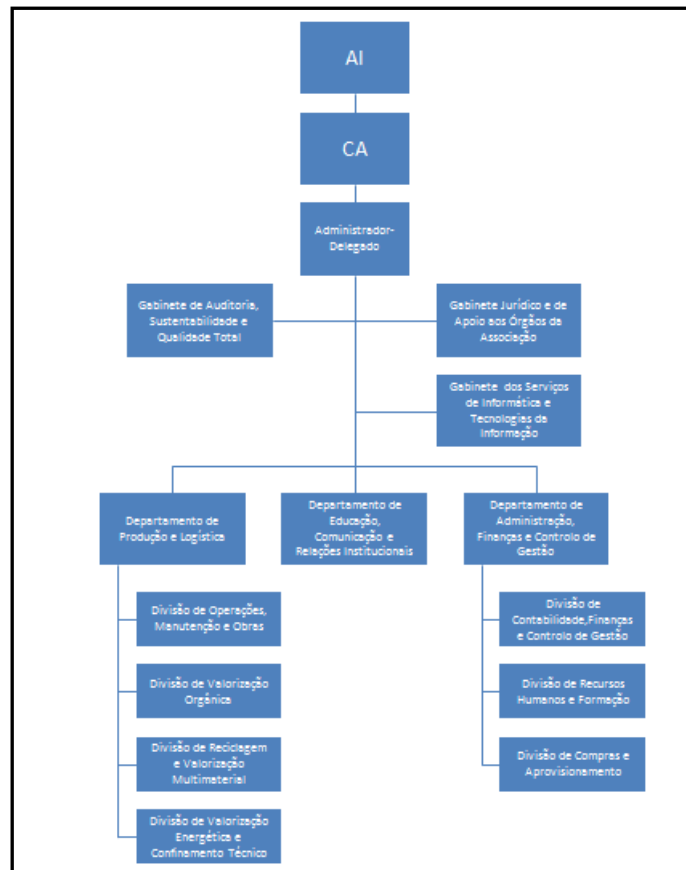 AI
CA
Administrador-
Delegado
Gabinete de Auditoria,
Sustentabilidade e
Qualidade Total
Gabinete Jurídico e de
Apoio aos Órgãos da
Associação
Gabinete dos Serviços
de Informática e
Tecnologias da
Informação
Departamento de
Produção e Logística
Departamento de
Educação,
Comunicação e
Relações Institucionais
Departamento de
Administração,
Finanças e Controlo de
Gestão
Divisão de Operações,
Manutenção e Obras
Divisão de Valorização
Orgânica
Divisão de Reciclagem
e Valorização
Multimaterial
Divisão de Valorização
Energética e
Confinamento Técnico
Divisão de
Contabilidade,Finanças
e Controlo de Gestão
Divisão de Recursos
Humanos e Formação
Divisão de Compras e
Aprovisionamento